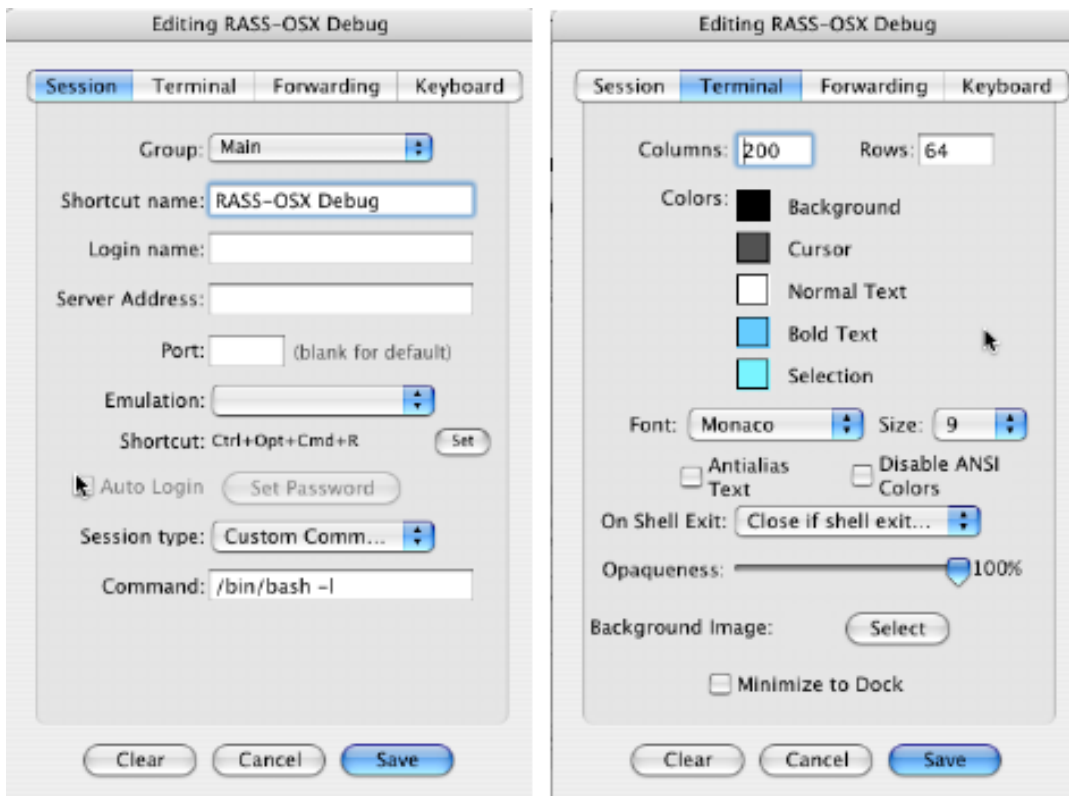 Editing RASS-OSX Debug
Session Terminal Forwarding Keyboard
Group: Main
Shortcut name: RASS-OSX Debug
Login name:
Server Address:
Port: (blank for default)
Emulation:
Shortcut: Ctrl+Opt+Cmd+R Set
Auto Login Set Password
Session type: Custom Comm...
Command: /bin/bash -l
Clear Cancel Save
Editing RASS-OSX Debug
Session Terminal Forwarding Keyboard
Columns: 200 Rows: 64
Colors: Background
Cursor
Normal Text
Bold Text
Selection
Font: Monaco Size: 9
Antialias Text Disable ANSI Colors
On Shell Exit: Close if shell exit...
Opaqueness: 100%
Background Image: Select
Minimize to Dock
Clear Cancel Save